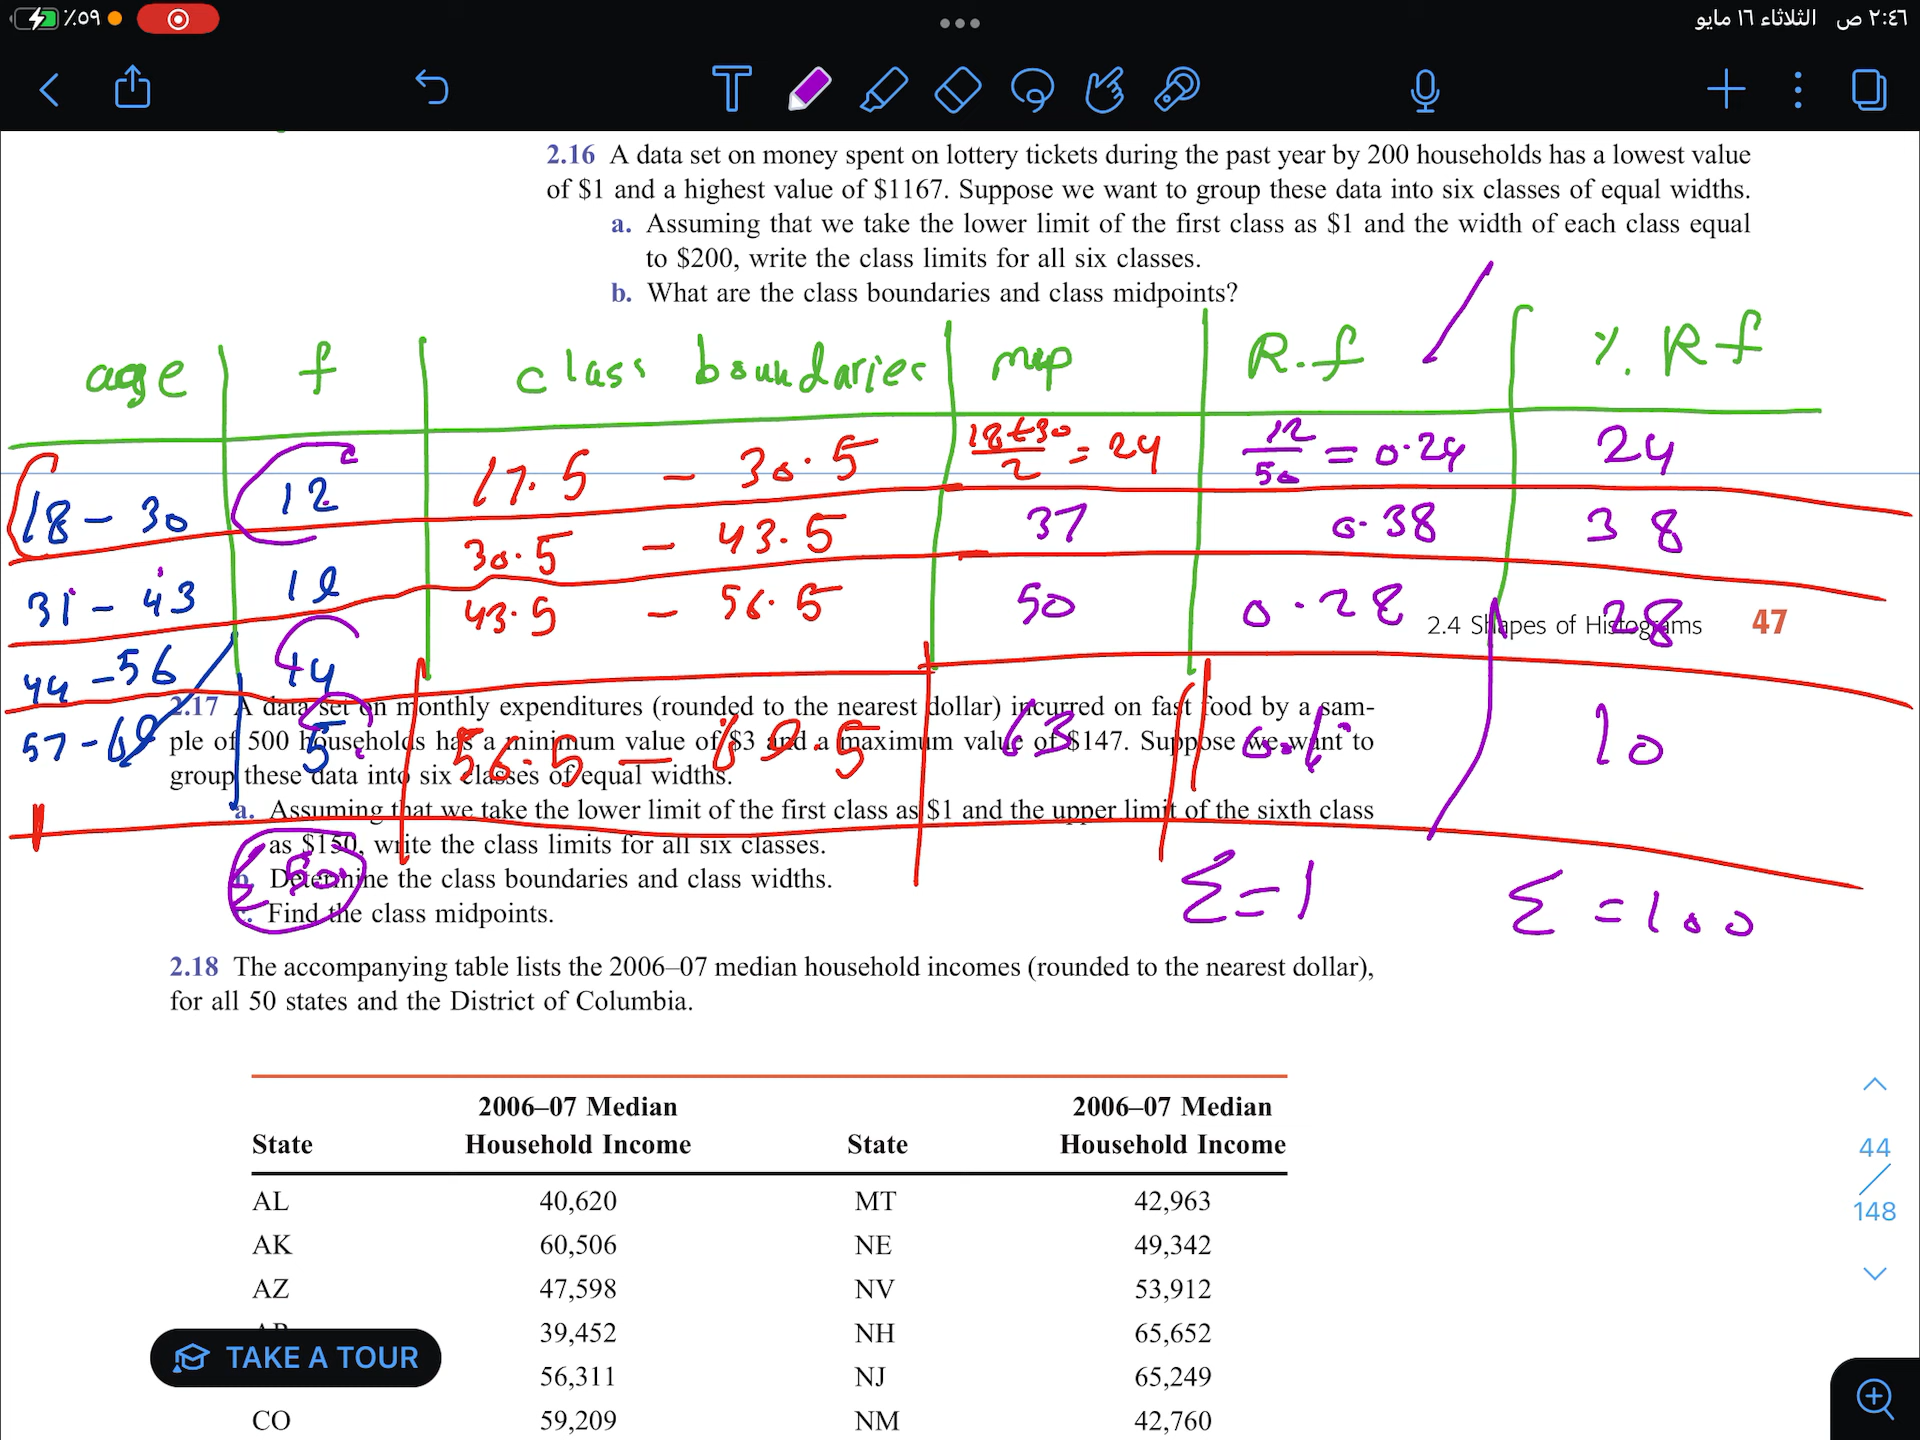 ٪٥٩
٢:٤٦ ص الثلاثاء ١٦ مايو
T
2.16 A data set on money spent on lottery tickets during the past year by 200 households has a lowest value
of $1 and a highest value of $1167. Suppose we want to group these data into six classes of equal widths.
a. Assuming that we take the lower limit of the first class as $1 and the width of each class equal
to $200, write the class limits for all six classes.
b. What are the class boundaries and class midpoints?
age f class boundaries R.f %. Rf
18 - 30 12 17.5 - 30.5 18+30/2 = 24 12/50 = 0.24 24
31 - 43 19 30.5 - 43.5 37 0.38 38
44 - 56 14 43.5 - 56.5 50 0.28 28
2.4 Shapes of Histograms 47
57 - 69 5 56.5 - 69.5 63 0.1 10
Σ 50 Σ = 1 Σ = 100
2.17 A data set on monthly expenditures (rounded to the nearest dollar) incurred on fast food by a sam-
ple of 500 households has a minimum value of $3 and a maximum value of $147. Suppose we want to
group these data into six classes of equal widths.
a. Assuming that we take the lower limit of the first class as $1 and the upper limit of the sixth class
as $150, write the class limits for all six classes.
b. Determine the class boundaries and class widths.
c. Find the class midpoints.
2.18 The accompanying table lists the 2006–07 median household incomes (rounded to the nearest dollar),
for all 50 states and the District of Columbia.
2006–07 Median 2006–07 Median
State Household Income State Household Income
AL 40,620 MT 42,963
AK 60,506 NE 49,342
AZ 47,598 NV 53,912
AR 39,452 NH 65,652
56,311 NJ 65,249
CO 59,209 NM 42,760
TAKE A TOUR
44
148